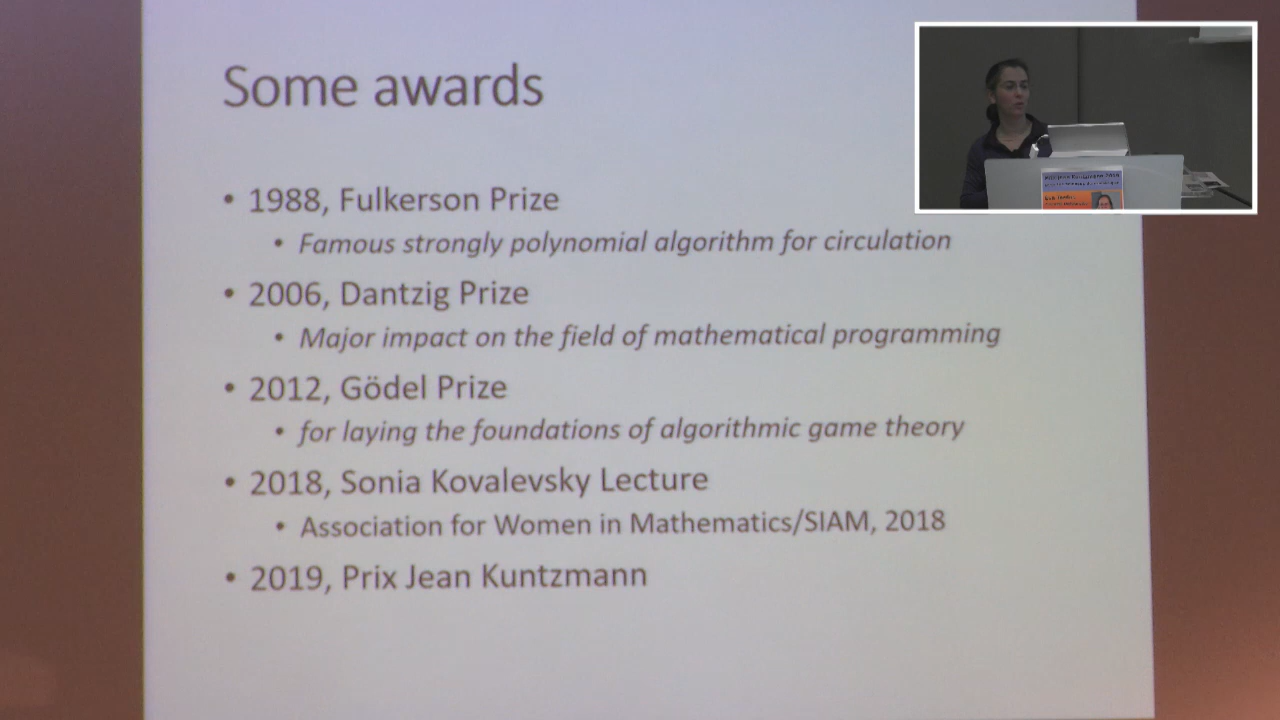 Some awards
• 1988, Fulkerson Prize
• Famous strongly polynomial algorithm for circulation
• 2006, Dantzig Prize
• Major impact on the field of mathematical programming
• 2012, Gödel Prize
• for laying the foundations of algorithmic game theory
• 2018, Sonia Kovalevsky Lecture
• Association for Women in Mathematics/SIAM, 2018
• 2019, Prix Jean Kuntzmann